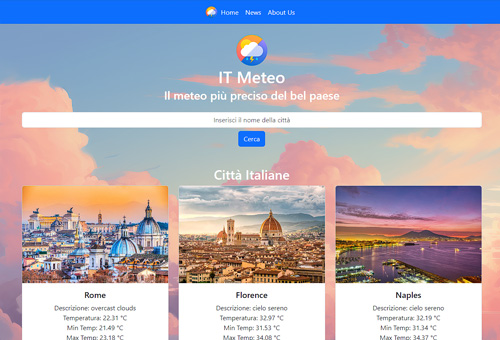 Home News About Us
IT Meteo
Il meteo più preciso del bel paese
Inserisci il nome della città
Cerca
Città Italiane
Rome
Descrizione: overcast clouds
Temperatura: 22.31 °C
Min Temp: 21.49 °C
Max Temp: 23.18 °C
Florence
Descrizione: cielo sereno
Temperatura: 32.97 °C
Min Temp: 31.53 °C
Max Temp: 34.08 °C
Naples
Descrizione: cielo sereno
Temperatura: 32.19 °C
Min Temp: 31.34 °C
Max Temp: 34.37 °C